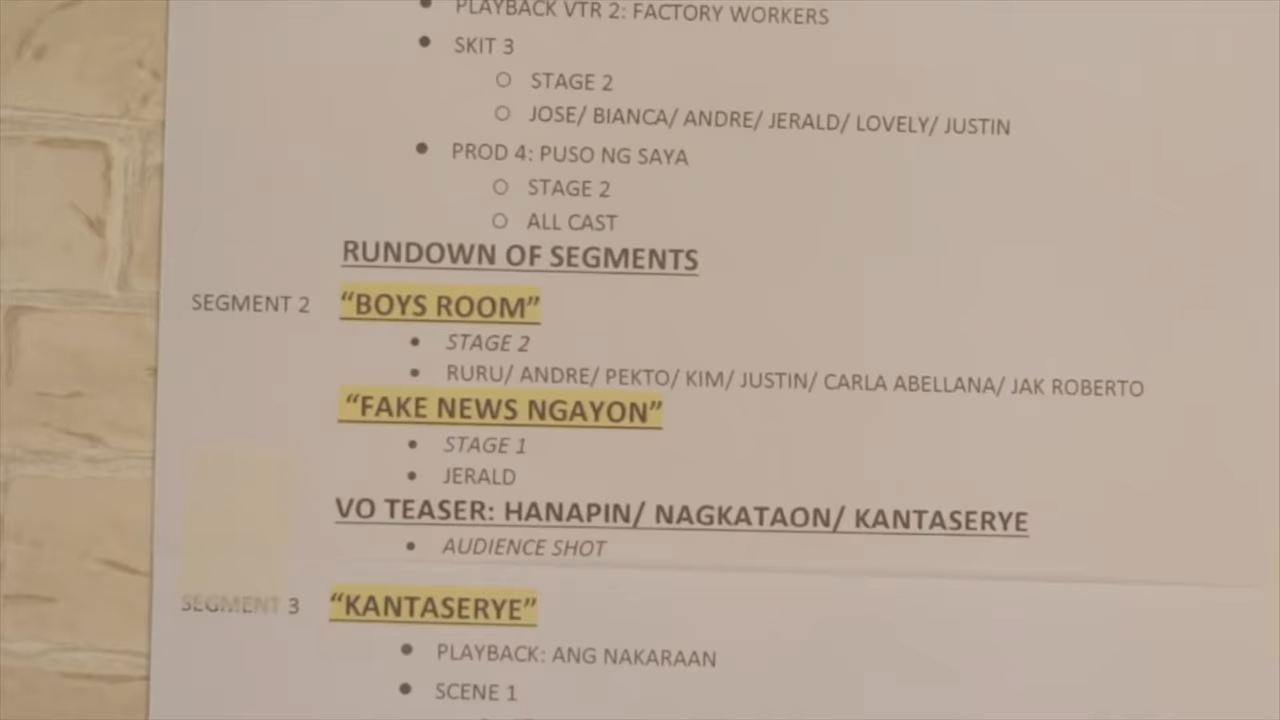 PLAYBACK VTR 2: FACTORY WORKERS
SKIT 3
STAGE 2
JOSE/ BIANCA/ ANDRE/ JERALD/ LOVELY/ JUSTIN
PROD 4: PUSO NG SAYA
STAGE 2
ALL CAST
RUNDOWN OF SEGMENTS
SEGMENT 2 “BOYS ROOM”
STAGE 2
RURU/ ANDRE/ PEKTO/ KIM/ JUSTIN/ CARLA ABELLANA/ JAK ROBERTO
“FAKE NEWS NGAYON”
STAGE 1
JERALD
VO TEASER: HANAPIN/ NAGKATAON/ KANTASERYE
AUDIENCE SHOT
SEGMENT 3 “KANTASERYE”
PLAYBACK: ANG NAKARAAN
SCENE 1